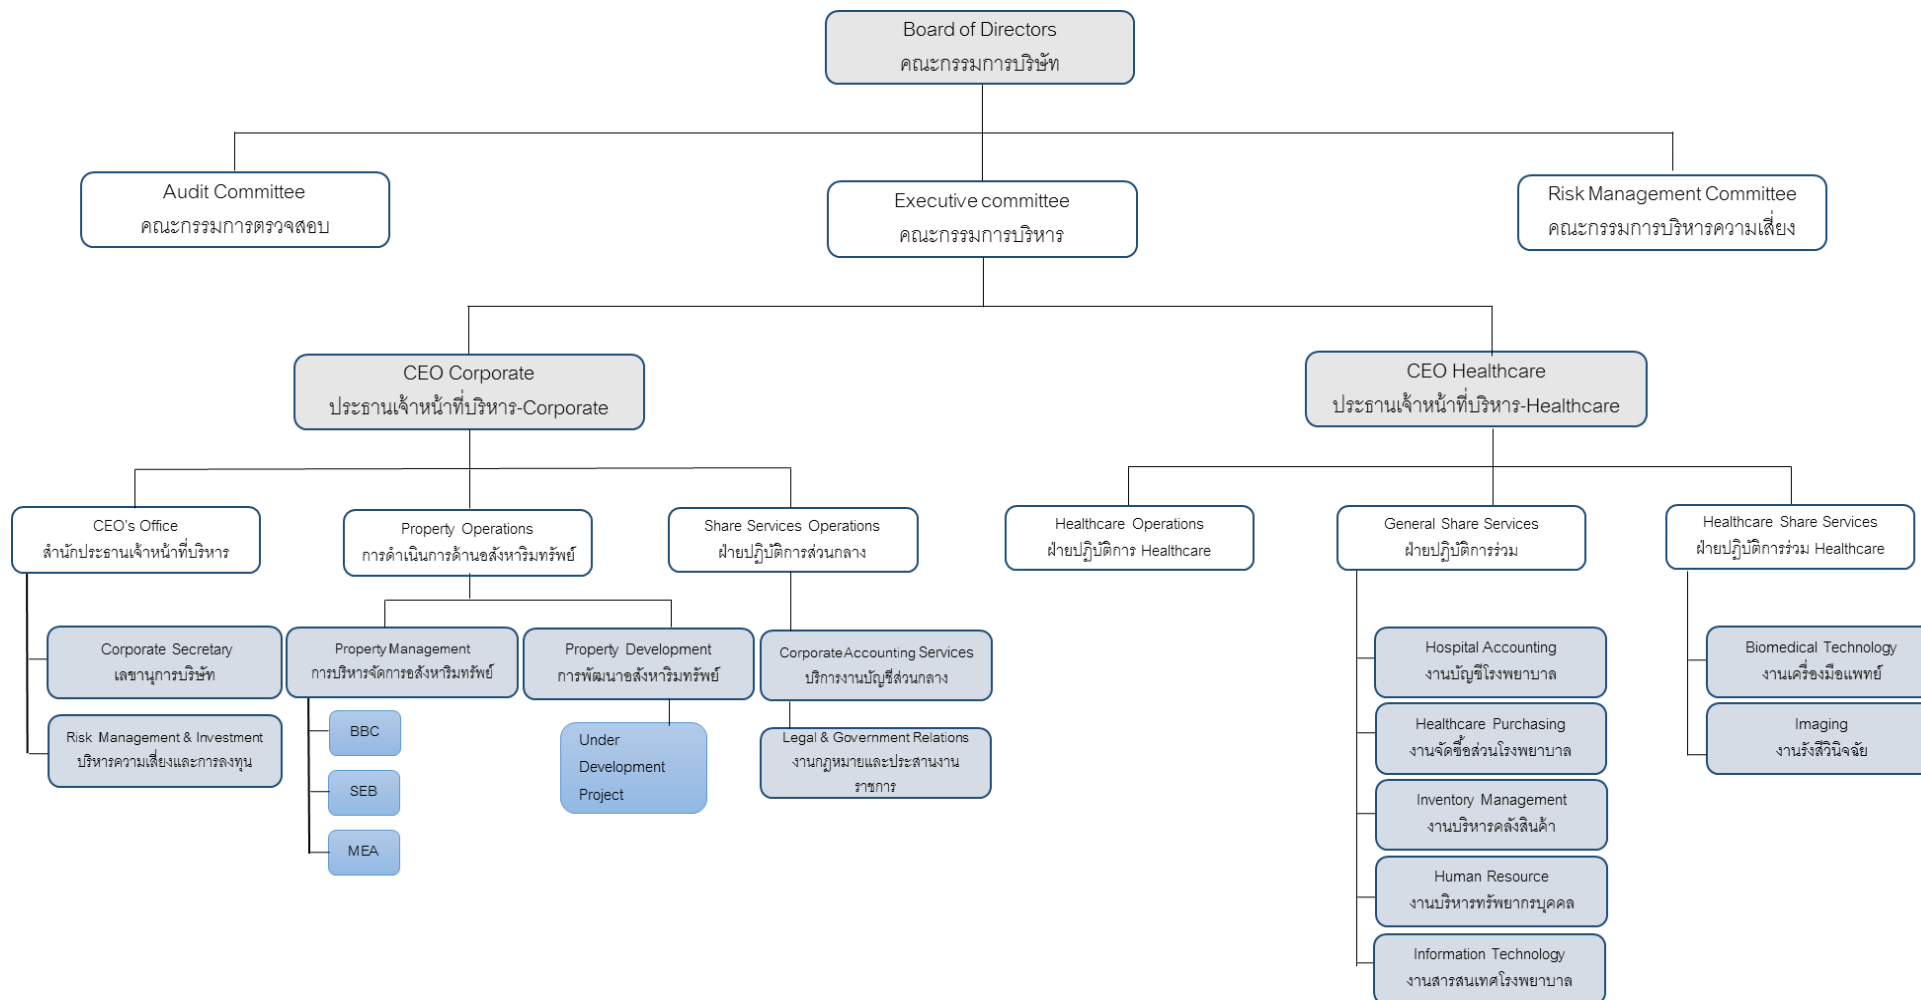 Board of Directors
คณะกรรมการบริษัท
Audit Committee
คณะกรรมการตรวจสอบ
Executive committee
คณะกรรมการบริหาร
Risk Management Committee
คณะกรรมการบริหารความเสี่ยง
CEO Corporate
ประธานเจ้าหน้าที่บริหาร-Corporate
CEO Healthcare
ประธานเจ้าหน้าที่บริหาร-Healthcare
CEO's Office
สำนักประธานเจ้าหน้าที่บริหาร
Property Operations
การดำเนินการด้านอสังหาริมทรัพย์
Share Services Operations
ฝ่ายปฏิบัติการส่วนกลาง
Healthcare Operations
ฝ่ายปฏิบัติการ Healthcare
General Share Services
ฝ่ายปฏิบัติการร่วม
Healthcare Share Services
ฝ่ายปฏิบัติการร่วม Healthcare
Corporate Secretary
เลขานุการบริษัท
Risk Management & Investment
บริหารความเสี่ยงและการลงทุน
Property Management
การบริหารจัดการอสังหาริมทรัพย์
BBC
SEB
MEA
Property Development
การพัฒนาอสังหาริมทรัพย์
Under
Development
Project
Corporate Accounting Services
บริการงานบัญชีส่วนกลาง
Legal & Government Relations
งานกฎหมายและประสานงาน
ราชการ
Hospital Accounting
งานบัญชีโรงพยาบาล
Healthcare Purchasing
งานจัดซื้อส่วนโรงพยาบาล
Inventory Management
งานบริหารคลังสินค้า
Human Resource
งานบริหารทรัพยากรบุคคล
Information Technology
งานสารสนเทศโรงพยาบาล
Biomedical Technology
งานเครื่องมือแพทย์
Imaging
งานรังสีวินิจฉัย